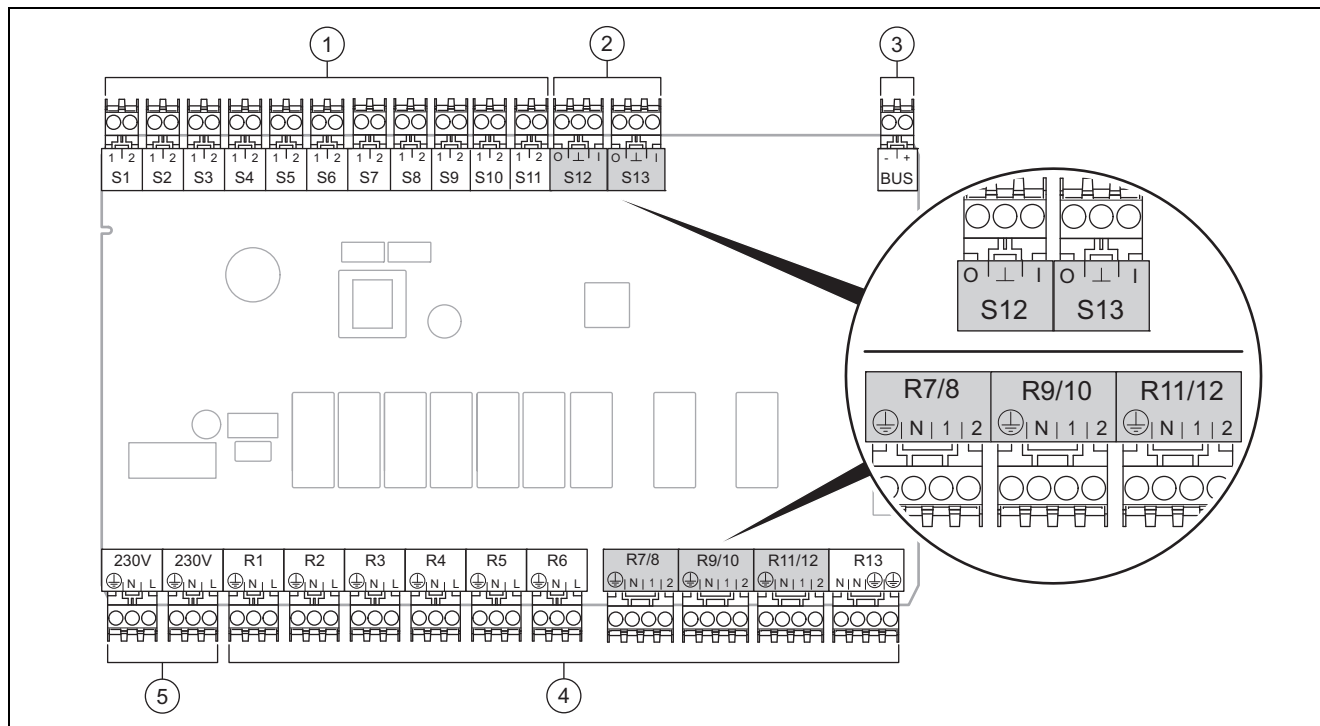 1 2 3
1 2 1 2 1 2 1 2 1 2 1 2 1 2 1 2 1 2 1 2 1 2 O ⊥ I O ⊥ I - +
S1 S2 S3 S4 S5 S6 S7 S8 S9 S10 S11 S12 S13 BUS
O ⊥ I O ⊥ I
S12 S13
R7/8 R9/10 R11/12
N 1 2 N 1 2 N 1 2
230V 230V R1 R2 R3 R4 R5 R6 R7/8 R9/10 R11/12 R13
N L N L N L N L N L N L N L N L N 1 2 N 1 2 N 1 2 N N
5 4